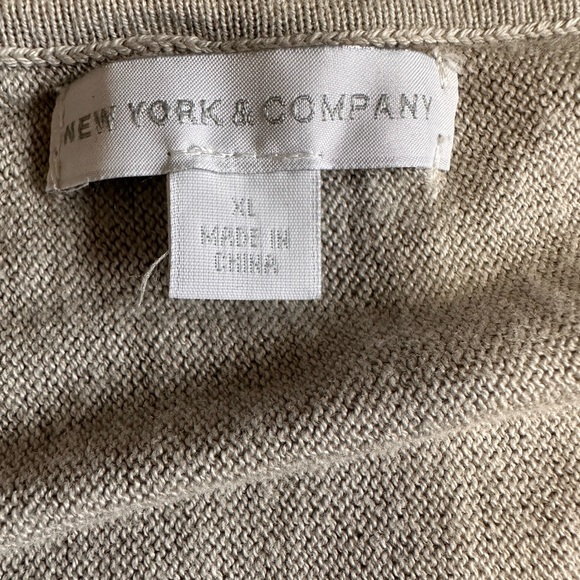 NEW YORK & COMPANY
XL
MADE IN
CHINA